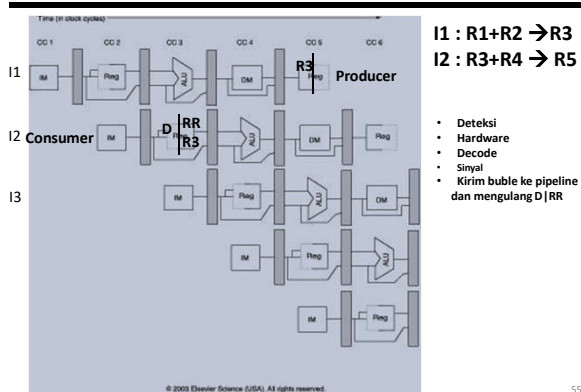 Time (in clock cycles)
CC 1 CC 2 CC 3 CC 4 CC 5 CC 6
I1 : R1+R2 → R3
I2 : R3+R4 → R5
I1 IM Reg ALU DM R3 Reg Producer
I2 Consumer IM D Reg RR R3 ALU DM Reg
I3 IM Reg ALU DM
IM Reg ALU
IM Reg
• Deteksi
• Hardware
• Decode
• Sinyal
• Kirim buble ke pipeline
dan mengulang D|RR
© 2003 Elsevier Science (USA). All rights reserved.
55